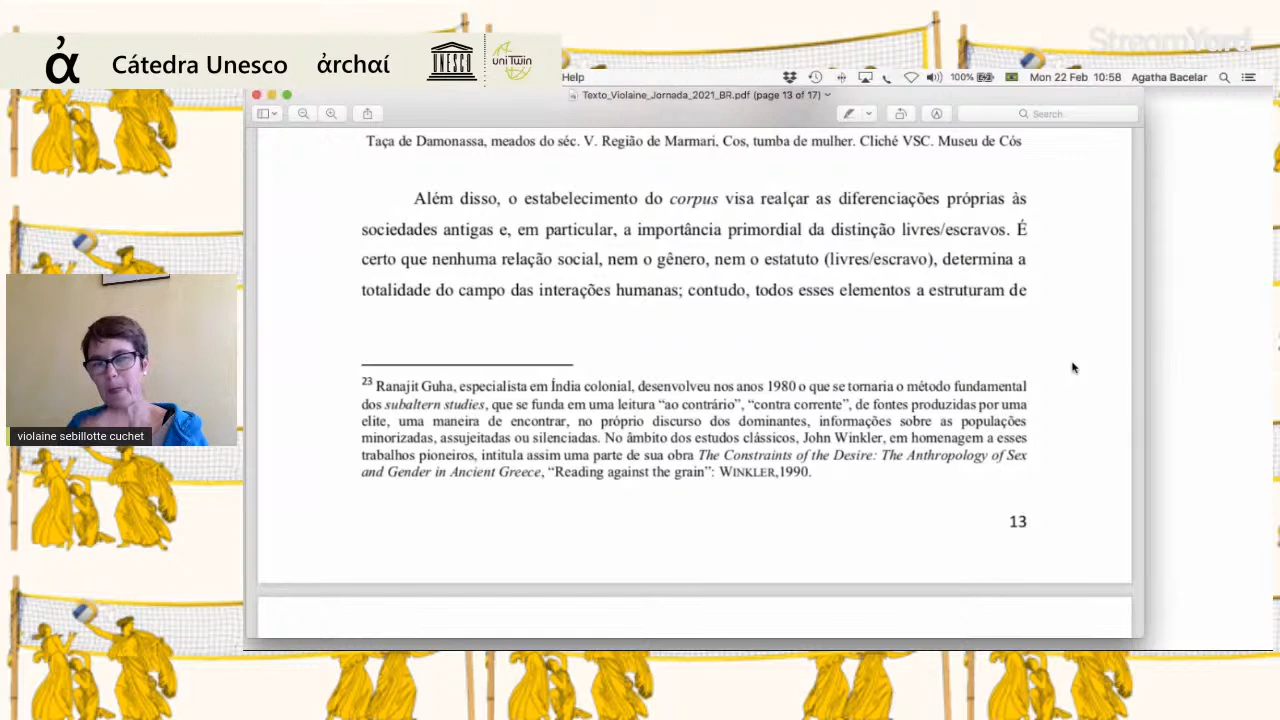 StreamYard
ἀ Cátedra Unesco ἀrchaí UNESCO uniTwin
Help 100% Mon 22 Feb 10:58 Agatha Bacelar
Texto_Violaine_Jornada_2021_BR.pdf (page 13 of 17)
Search
Taça de Damonassa, meados do séc. V. Região de Marmari, Cos, tumba de mulher. Cliché VSC. Museu de Cós
Além disso, o estabelecimento do corpus visa realçar as diferenciações próprias às
sociedades antigas e, em particular, a importância primordial da distinção livres/escravos. É
certo que nenhuma relação social, nem o gênero, nem o estatuto (livres/escravo), determina a
totalidade do campo das interações humanas; contudo, todos esses elementos a estruturam de
23 Ranajit Guha, especialista em Índia colonial, desenvolveu nos anos 1980 o que se tornaria o método fundamental
dos subaltern studies, que se funda em uma leitura “ao contrário”, “contra corrente”, de fontes produzidas por uma
elite, uma maneira de encontrar, no próprio discurso dos dominantes, informações sobre as populações
minorizadas, assujeitadas ou silenciadas. No âmbito dos estudos clássicos, John Winkler, em homenagem a esses
trabalhos pioneiros, intitula assim uma parte de sua obra The Constraints of the Desire: The Anthropology of Sex
and Gender in Ancient Greece, “Reading against the grain”: WINKLER,1990.
13
violaine sebillotte cuchet